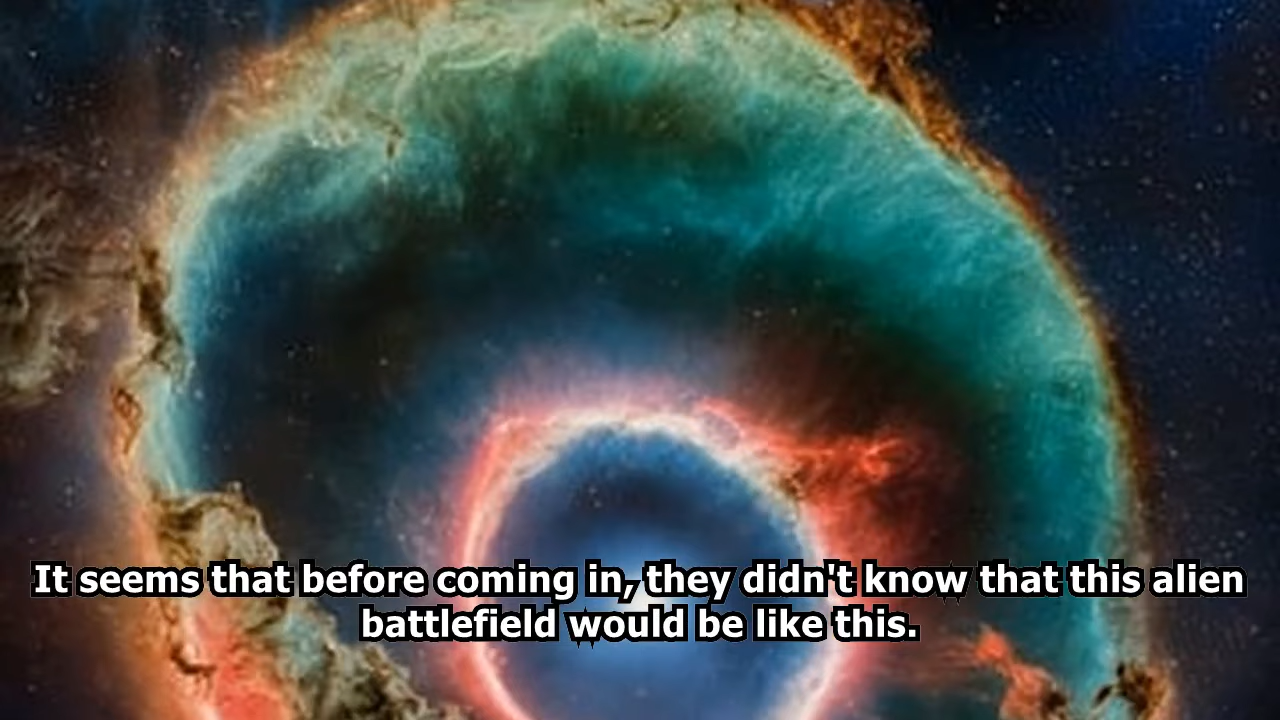 It seems that before coming in, they didn't know that this alien
battlefield would be like this.